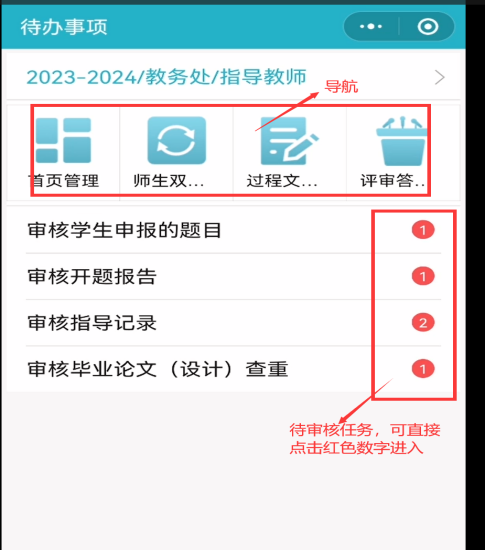 待办事项
2023-2024/教务处/指导教师
导航
首页管理 师生双... 过程文... 评审答...
审核学生申报的题目 1
审核开题报告 1
审核指导记录 2
审核毕业论文（设计）查重 1
待审核任务，可直接
点击红色数字进入